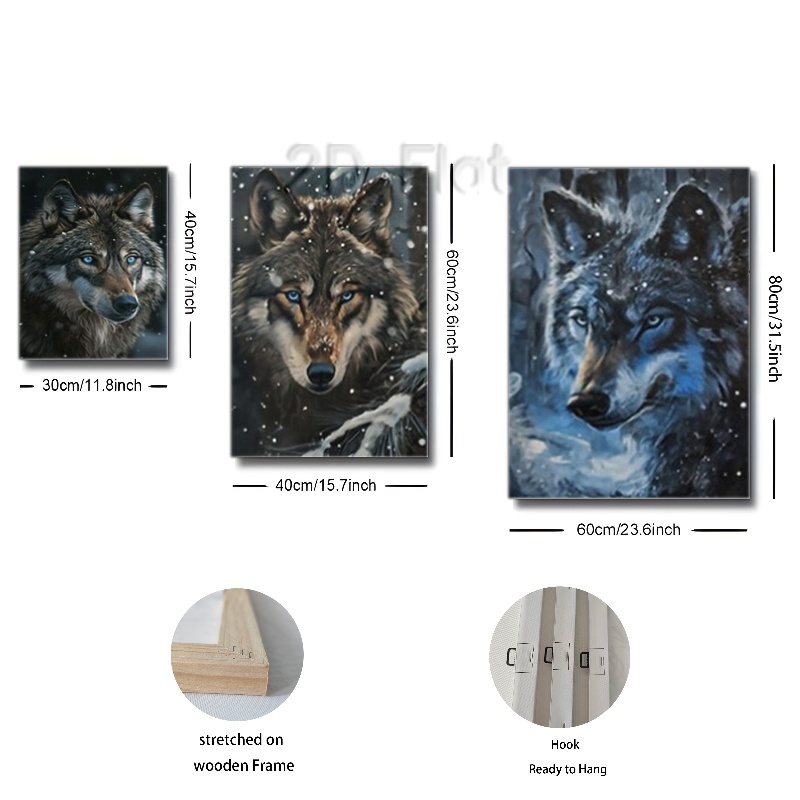 2D Flat
40cm/15.7inch
30cm/11.8inch
60cm/23.6inch
40cm/15.7inch
80cm/31.5inch
60cm/23.6inch
stretched on
wooden Frame
Hook
Ready to Hang